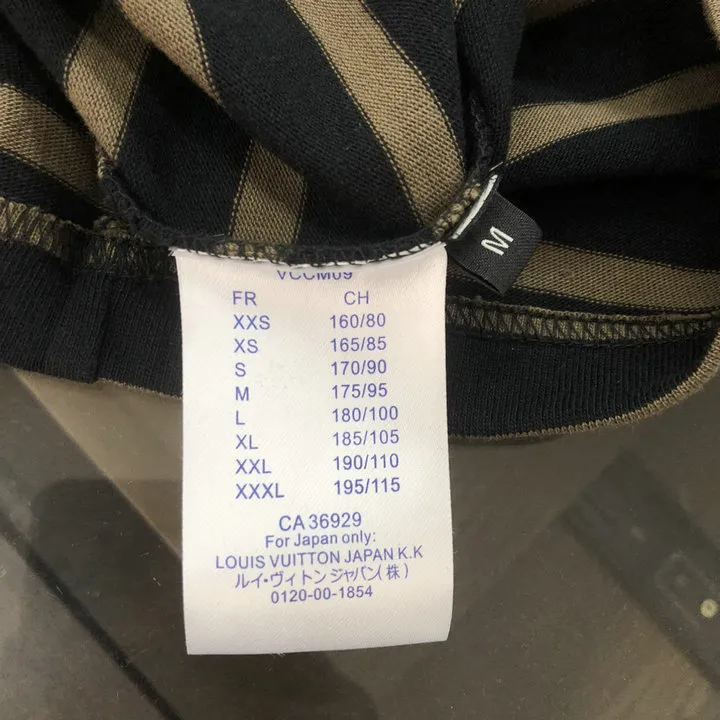 M
VCCM09
FR CH
XXS 160/80
XS 165/85
S 170/90
M 175/95
L 180/100
XL 185/105
XXL 190/110
XXXL 195/115
CA 36929
For Japan only:
LOUIS VUITTON JAPAN K.K
ルイ・ヴィトン ジャパン(株)
0120-00-1854